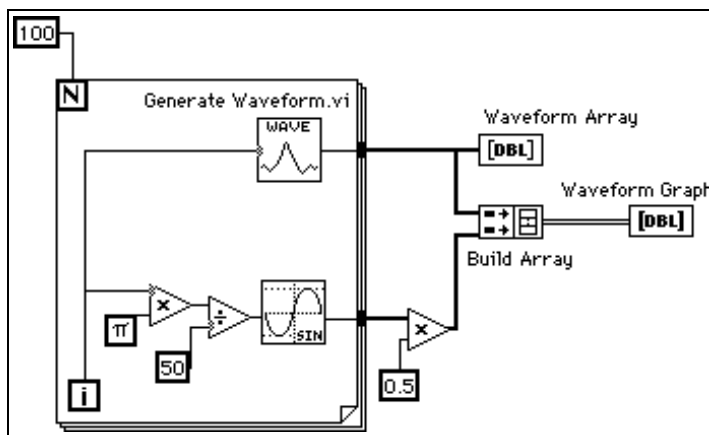 100
N
Generate Waveform.vi
WAVE
Waveform Array
[DBL]
Waveform Graph
[DBL]
Build Array
×
÷
SIN
π
50
×
i
0.5